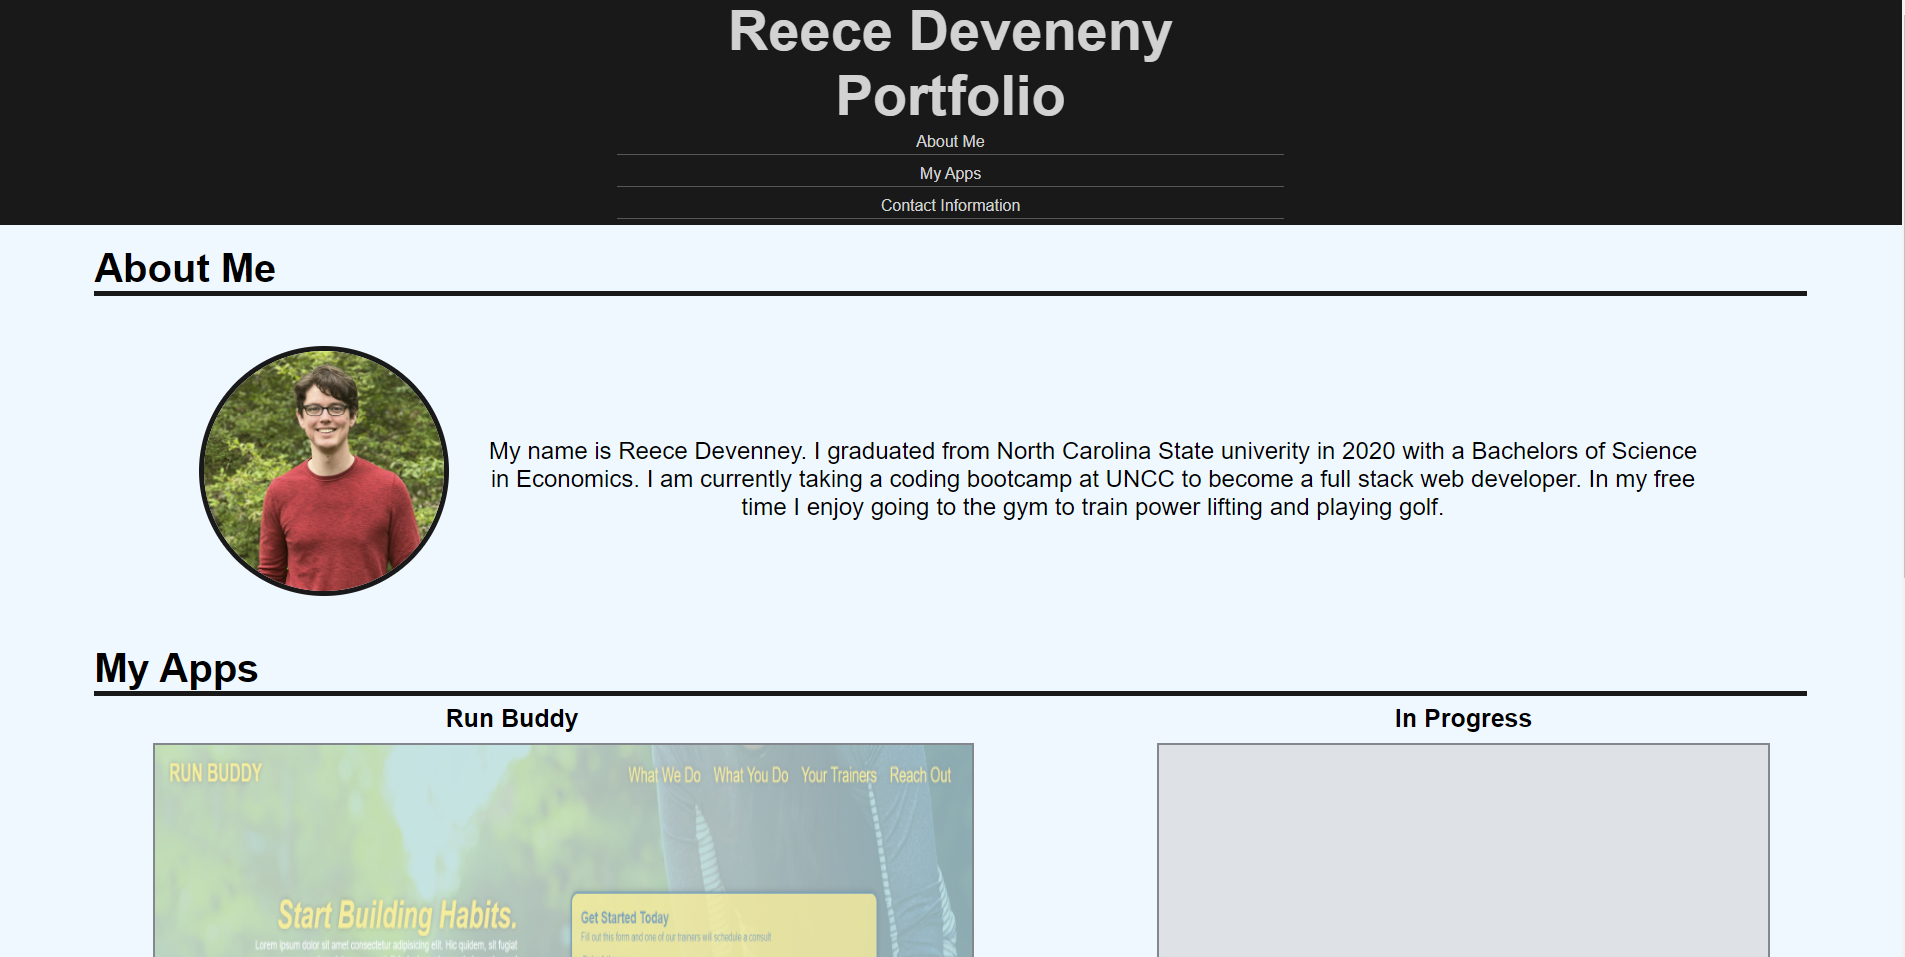 Reece Deveneny
Portfolio
About Me
My Apps
Contact Information
About Me
My name is Reece Devenney. I graduated from North Carolina State univerity in 2020 with a Bachelors of Science
in Economics. I am currently taking a coding bootcamp at UNCC to become a full stack web developer. In my free
time I enjoy going to the gym to train power lifting and playing golf.
My Apps
Run Buddy
In Progress
RUN BUDDY
What We Do What You Do Your Trainers Reach Out
Start Building Habits.
Lorem ipsum dolor sit amet consectetur adipisicing elit. Hic quidem, sit fugiat
Get Started Today
Fill out this form and one of our trainers will schedule a consult